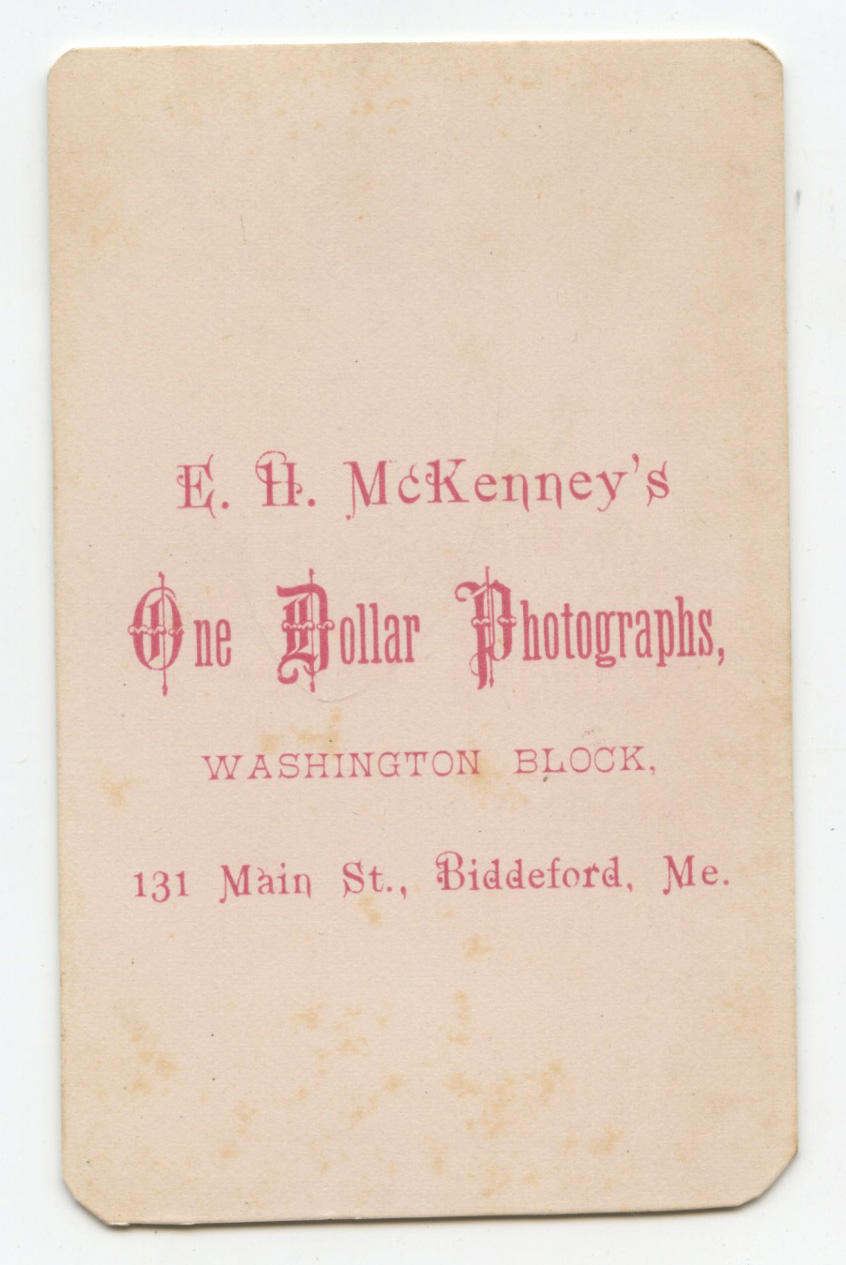 E. H. McKenney's
One Dollar Photographs,
WASHINGTON BLOCK,
131 Main St., Biddeford, Me.